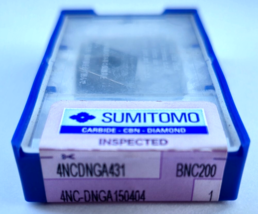 SUMITOMO
CARBIDE - CBN - DIAMOND
INSPECTED
4NCDNGA431 BNC200
4NC-DNGA150404 1